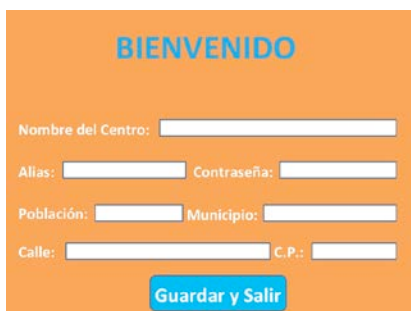 BIENVENIDO
Nombre del Centro:
Alias: Contraseña:
Población: Municipio:
Calle: C.P.:
Guardar y Salir